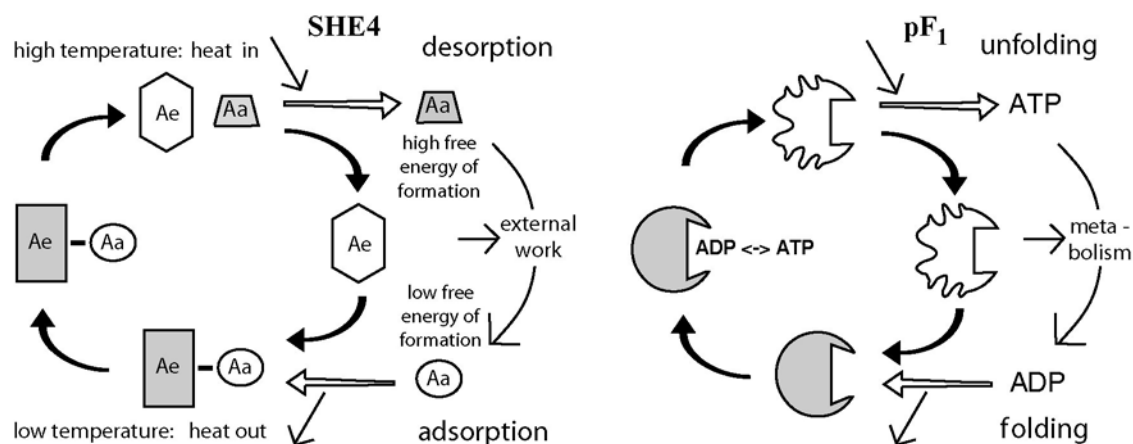 SHE4
high temperature: heat in
desorption
Ae
Aa
Aa
high free
energy of
formation
Ae
Aa
Ae
external
work
low free
energy of
formation
Ae
Aa
Aa
low temperature: heat out
adsorption
pF1
unfolding
ATP
ADP <-> ATP
meta -
bolism
ADP
folding